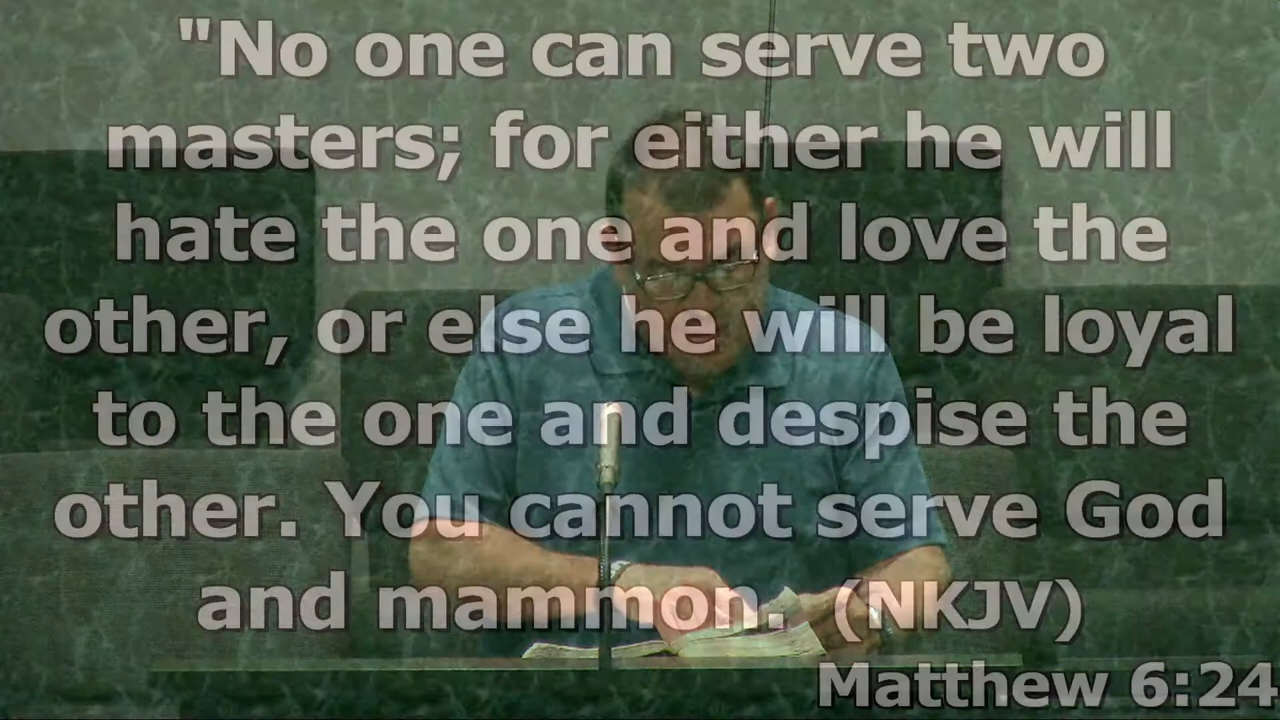 "No one can serve two
masters; for either he will
hate the one and love the
other, or else he will be loyal
to the one and despise the
other. You cannot serve God
and mammon. (NKJV)
Matthew 6:24